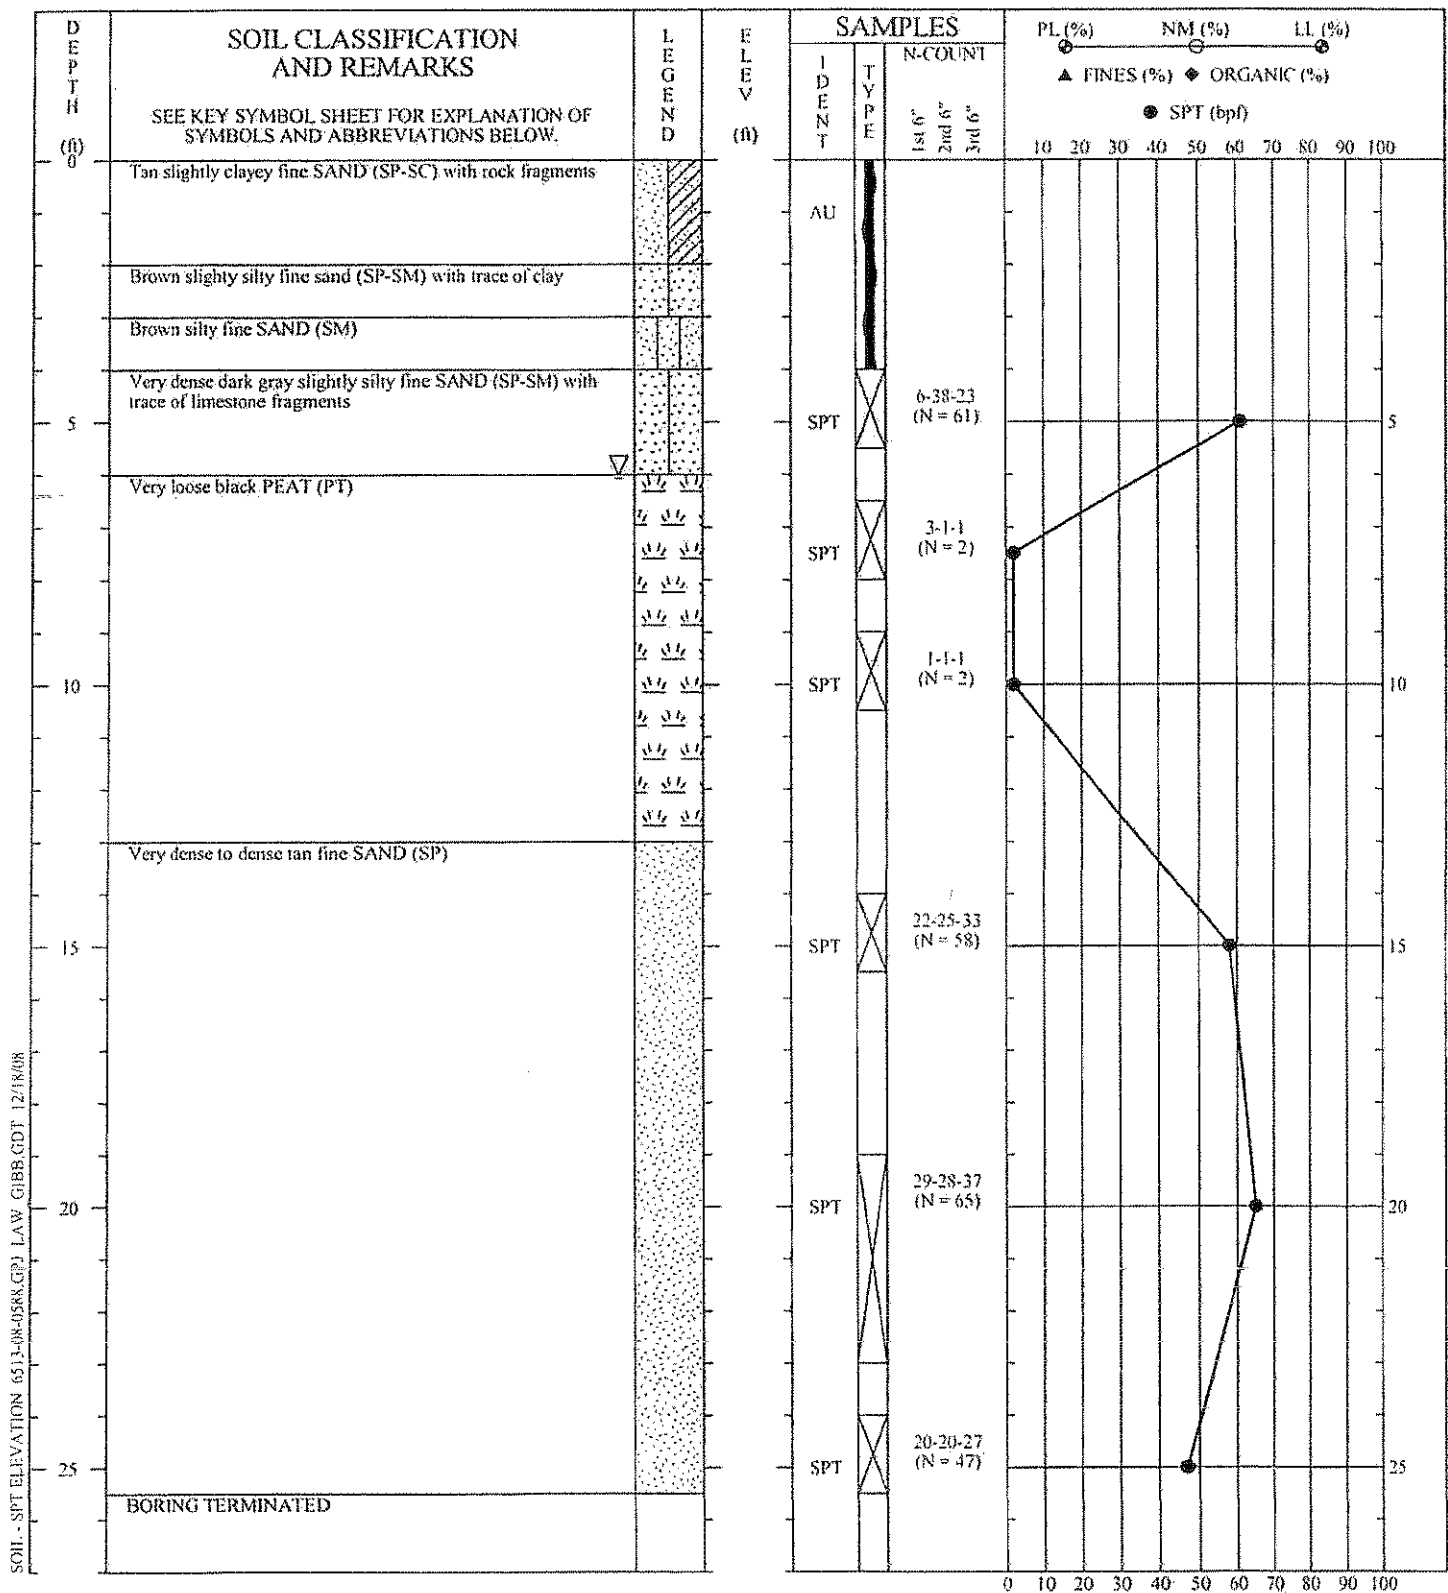 DEPTH
(ft)
SOIL CLASSIFICATION
AND REMARKS
SEE KEY SYMBOL SHEET FOR EXPLANATION OF
SYMBOLS AND ABBREVIATIONS BELOW.
LEGEND
ELEV
(ft)
SAMPLES
IDENT
TYPE
N-COUNT
1st 6"
2nd 6"
3rd 6"
PL (%) NM (%) LL (%)
▲ FINES (%) ◆ ORGANIC (%)
● SPT (bpf)
10 20 30 40 50 60 70 80 90 100
0
Tan slightly clayey fine SAND (SP-SC) with rock fragments
AU
Brown slighty silty fine sand (SP-SM) with trace of clay
Brown silty fine SAND (SM)
Very dense dark gray slightly silty fine SAND (SP-SM) with
trace of limestone fragments
5
SPT
6-38-23
(N = 61)
5
Very loose black PEAT (PT)
SPT
3-1-1
(N = 2)
10
SPT
1-1-1
(N = 2)
10
Very dense to dense tan fine SAND (SP)
15
SPT
22-25-33
(N = 58)
15
20
SPT
29-28-37
(N = 65)
20
25
SPT
20-20-27
(N = 47)
25
BORING TERMINATED
0 10 20 30 40 50 60 70 80 90 100
SOIL - SPT ELEVATION 6513-08-0588.GPJ LAW GIBB.GDT 12/18/08